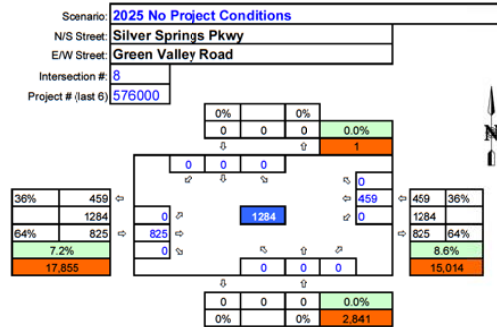 Scenario: 2025 No Project Conditions
N/S Street: Silver Springs Pkwy
E/W Street: Green Valley Road
Intersection #: 8
Project # (last 6) 576000
N
0% 0%
0 0 0 0.0%
1
0 0 0
0
459
0
36% 459
1284
64% 825
7.2%
17,855
0
825
0
1284
459 36%
1284
825 64%
8.6%
15,014
0 0 0
0 0 0 0.0%
0% 0% 2,841